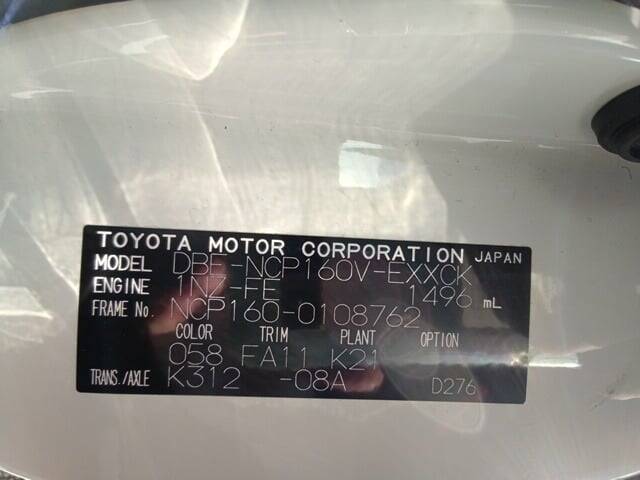 TOYOTA MOTOR CORPORATION JAPAN
MODEL DBE-NCP160V-EXXCK
ENGINE 1NZ-FE 1496 mL
FRAME No. NCP160-0108762
COLOR TRIM PLANT OPTION
058 FA11 K21
TRANS./AXLE K312 -08A D276